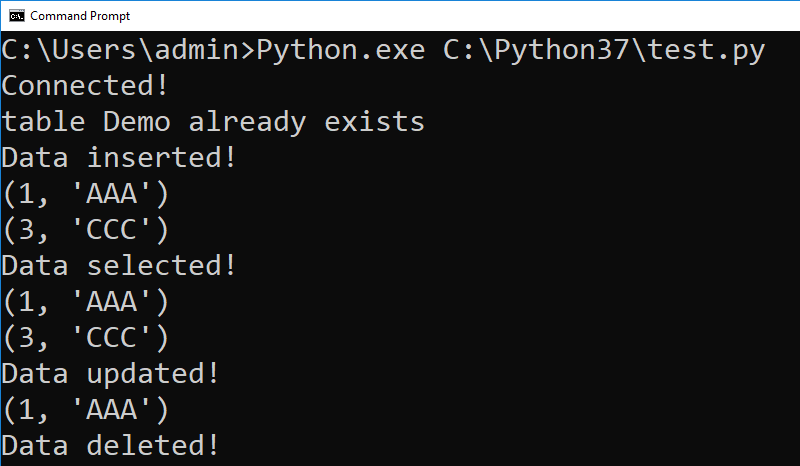 Command Prompt
C:\Users\admin>Python.exe C:\Python37\test.py
Connected!
table Demo already exists
Data inserted!
(1, 'AAA')
(3, 'CCC')
Data selected!
(1, 'AAA')
(3, 'CCC')
Data updated!
(1, 'AAA')
Data deleted!